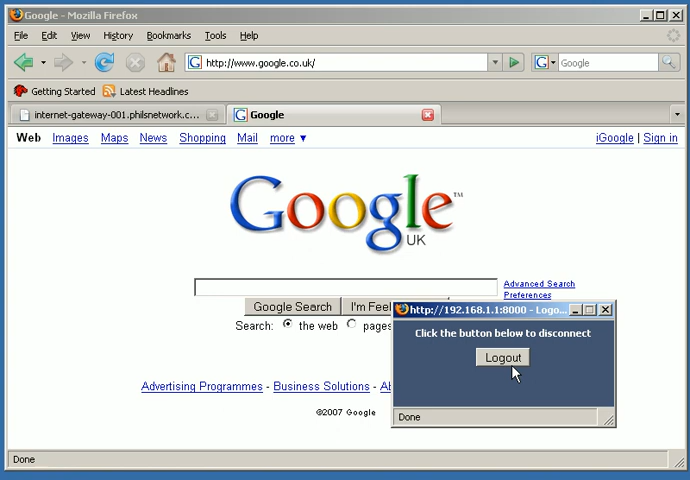 Google - Mozilla Firefox
File Edit View History Bookmarks Tools Help
http://www.google.co.uk/
Google
Getting Started Latest Headlines
internet-gateway-001.philsnetwork.c...
Google
Web Images Maps News Shopping Mail more ▼
iGoogle | Sign in
Google™
UK
Advanced Search
Preferences
Google Search I'm Feel
Search: the web pages
http://192.168.1.1:8000 - Logo...
Click the button below to disconnect
Logout
Done
Advertising Programmes - Business Solutions -
©2007 Google
Done